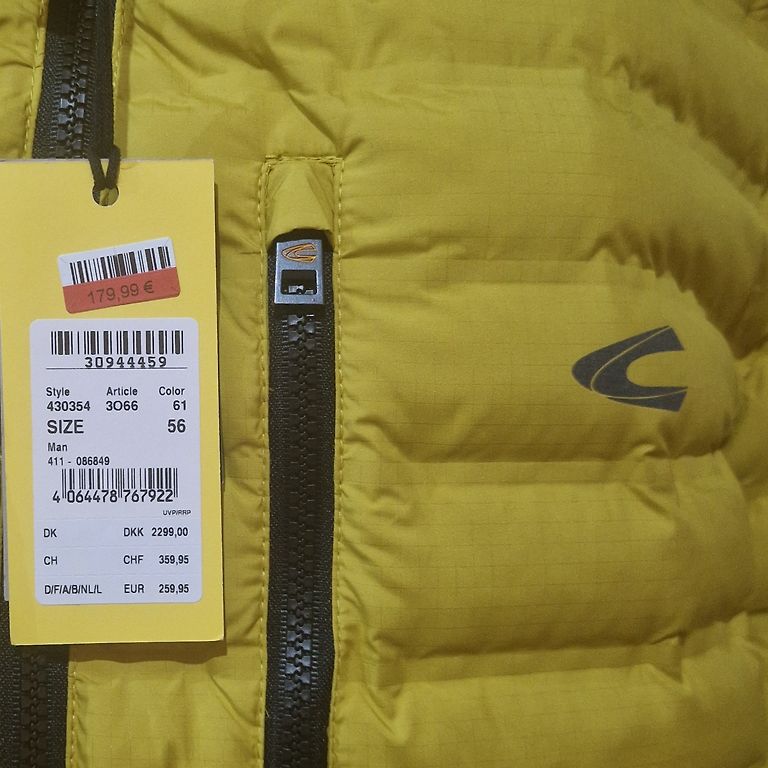 179,99 €
30944459
Style Article Color
430354 3O66 61
SIZE 56
Man
411 - 086849
4 064478 767922
UVP/RRP
DK DKK 2299,00
CH CHF 359,95
D/F/A/B/NL/L EUR 259,95